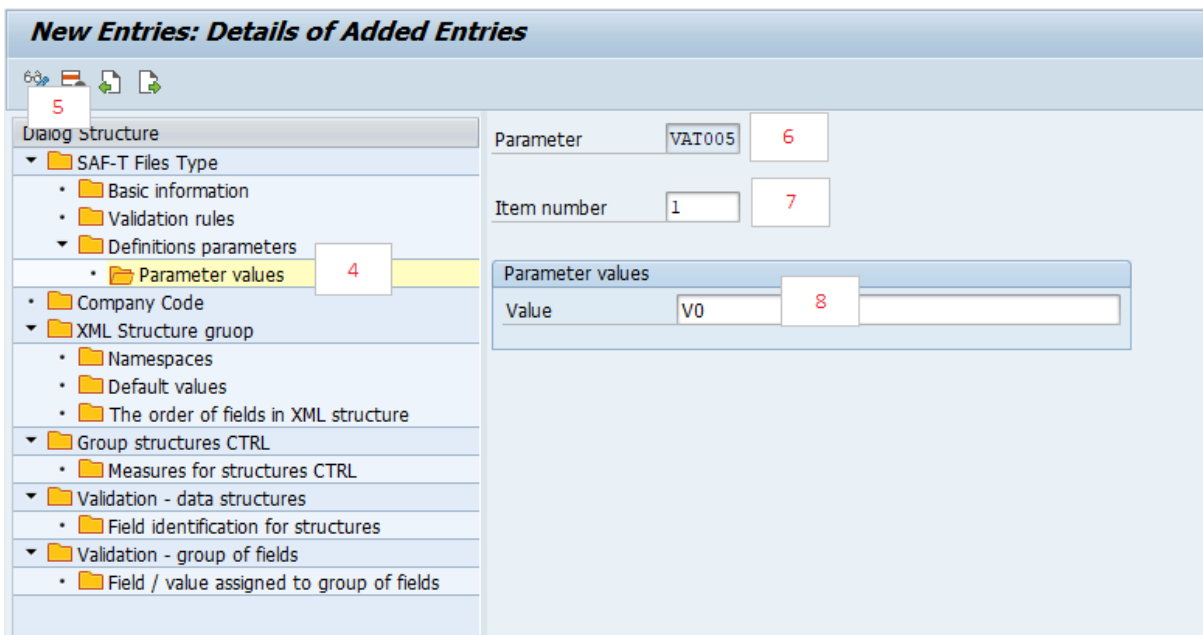 New Entries: Details of Added Entries
5
Dialog Structure
SAF-T Files Type
Basic information
Validation rules
Definitions parameters
Parameter values 4
Company Code
XML Structure gruop
Namespaces
Default values
The order of fields in XML structure
Group structures CTRL
Measures for structures CTRL
Validation - data structures
Field identification for structures
Validation - group of fields
Field / value assigned to group of fields
Parameter VAT005 6
Item number 1 7
Parameter values
Value V0 8